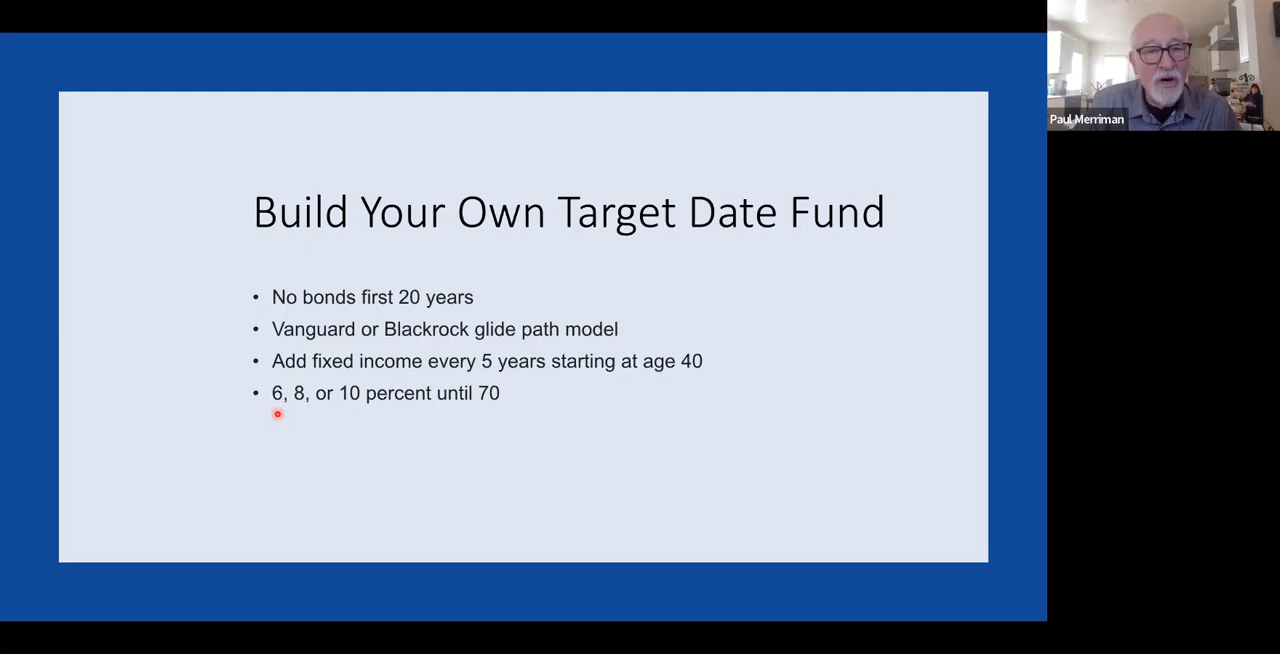 Build Your Own Target Date Fund
• No bonds first 20 years
• Vanguard or Blackrock glide path model
• Add fixed income every 5 years starting at age 40
• 6, 8, or 10 percent until 70
Paul Merriman